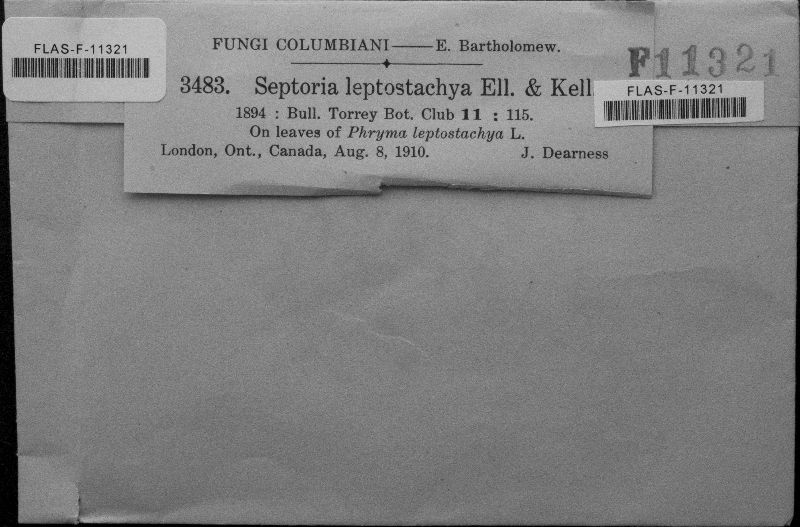 FLAS-F-11321
FUNGI COLUMBIANI——E. Bartholomew.
F11321
3483. Septoria leptostachya Ell. & Kell.
FLAS-F-11321
1894 : Bull. Torrey Bot. Club 11 : 115.
On leaves of Phryma leptostachya L.
London, Ont., Canada, Aug. 8, 1910. J. Dearness